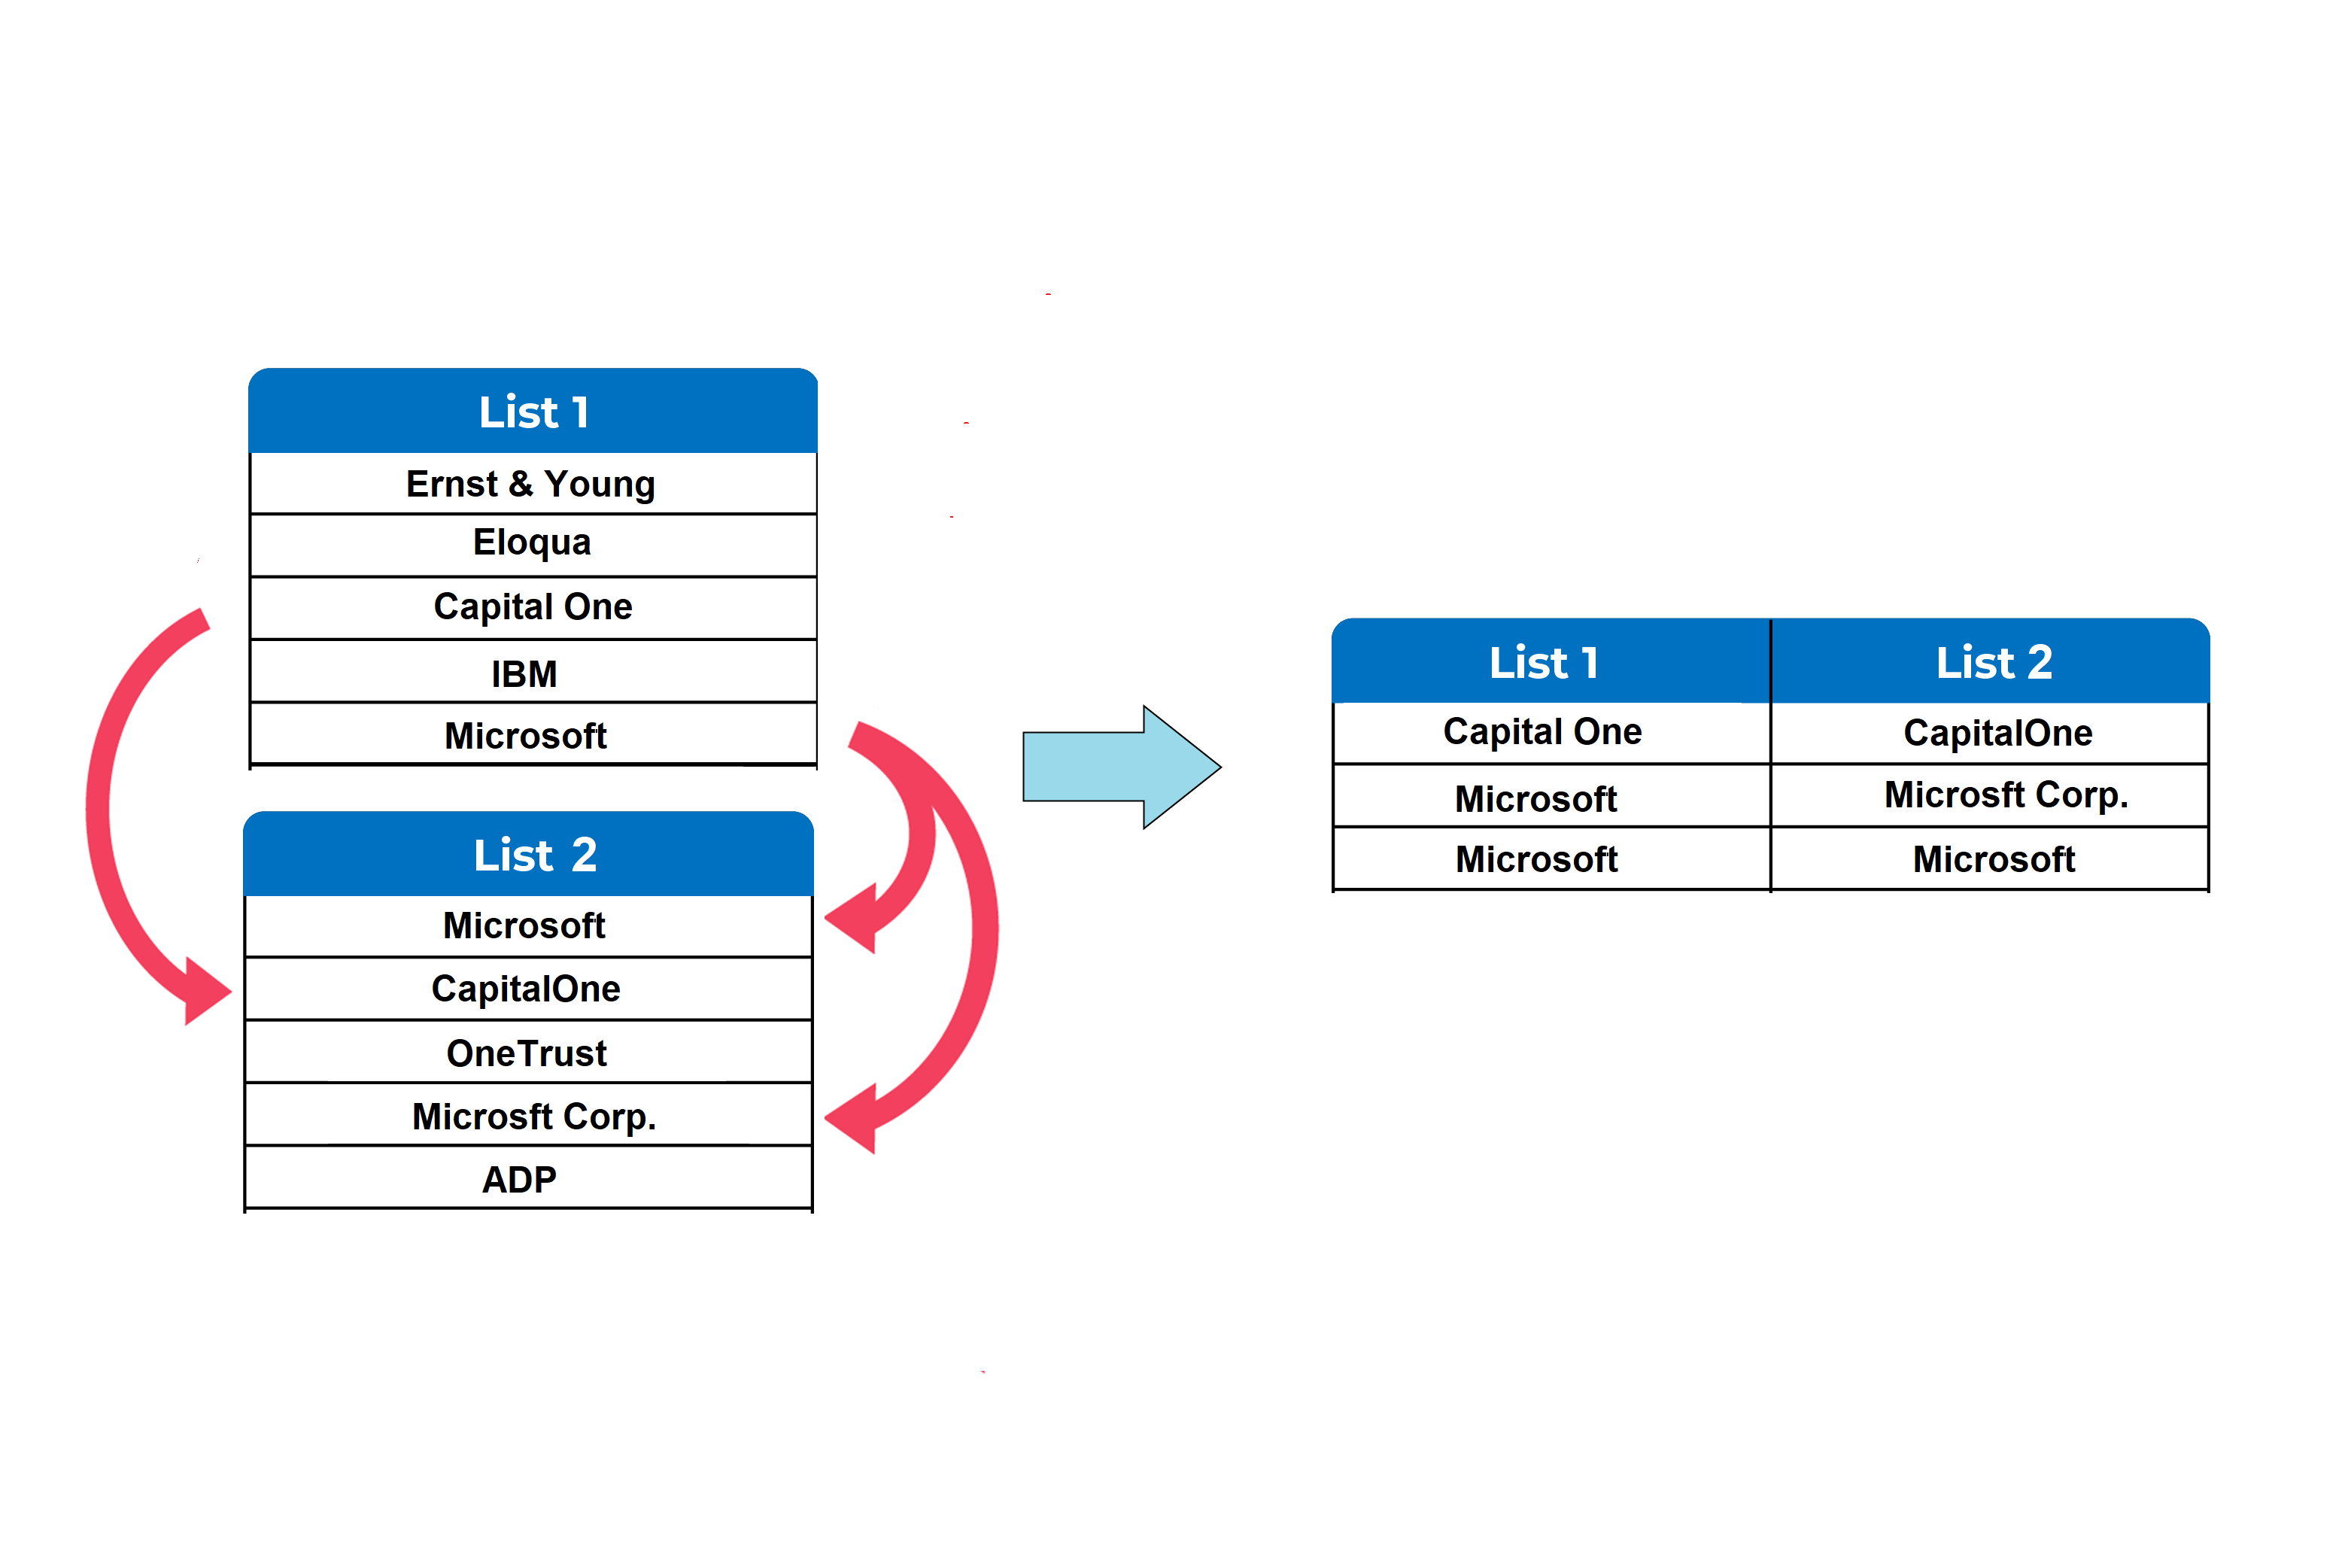 List 1
Ernst & Young
Eloqua
Capital One
IBM
Microsoft
List 2
Microsoft
CapitalOne
OneTrust
Microsft Corp.
ADP
List 1 List 2
Capital One CapitalOne
Microsoft Microsft Corp.
Microsoft Microsoft